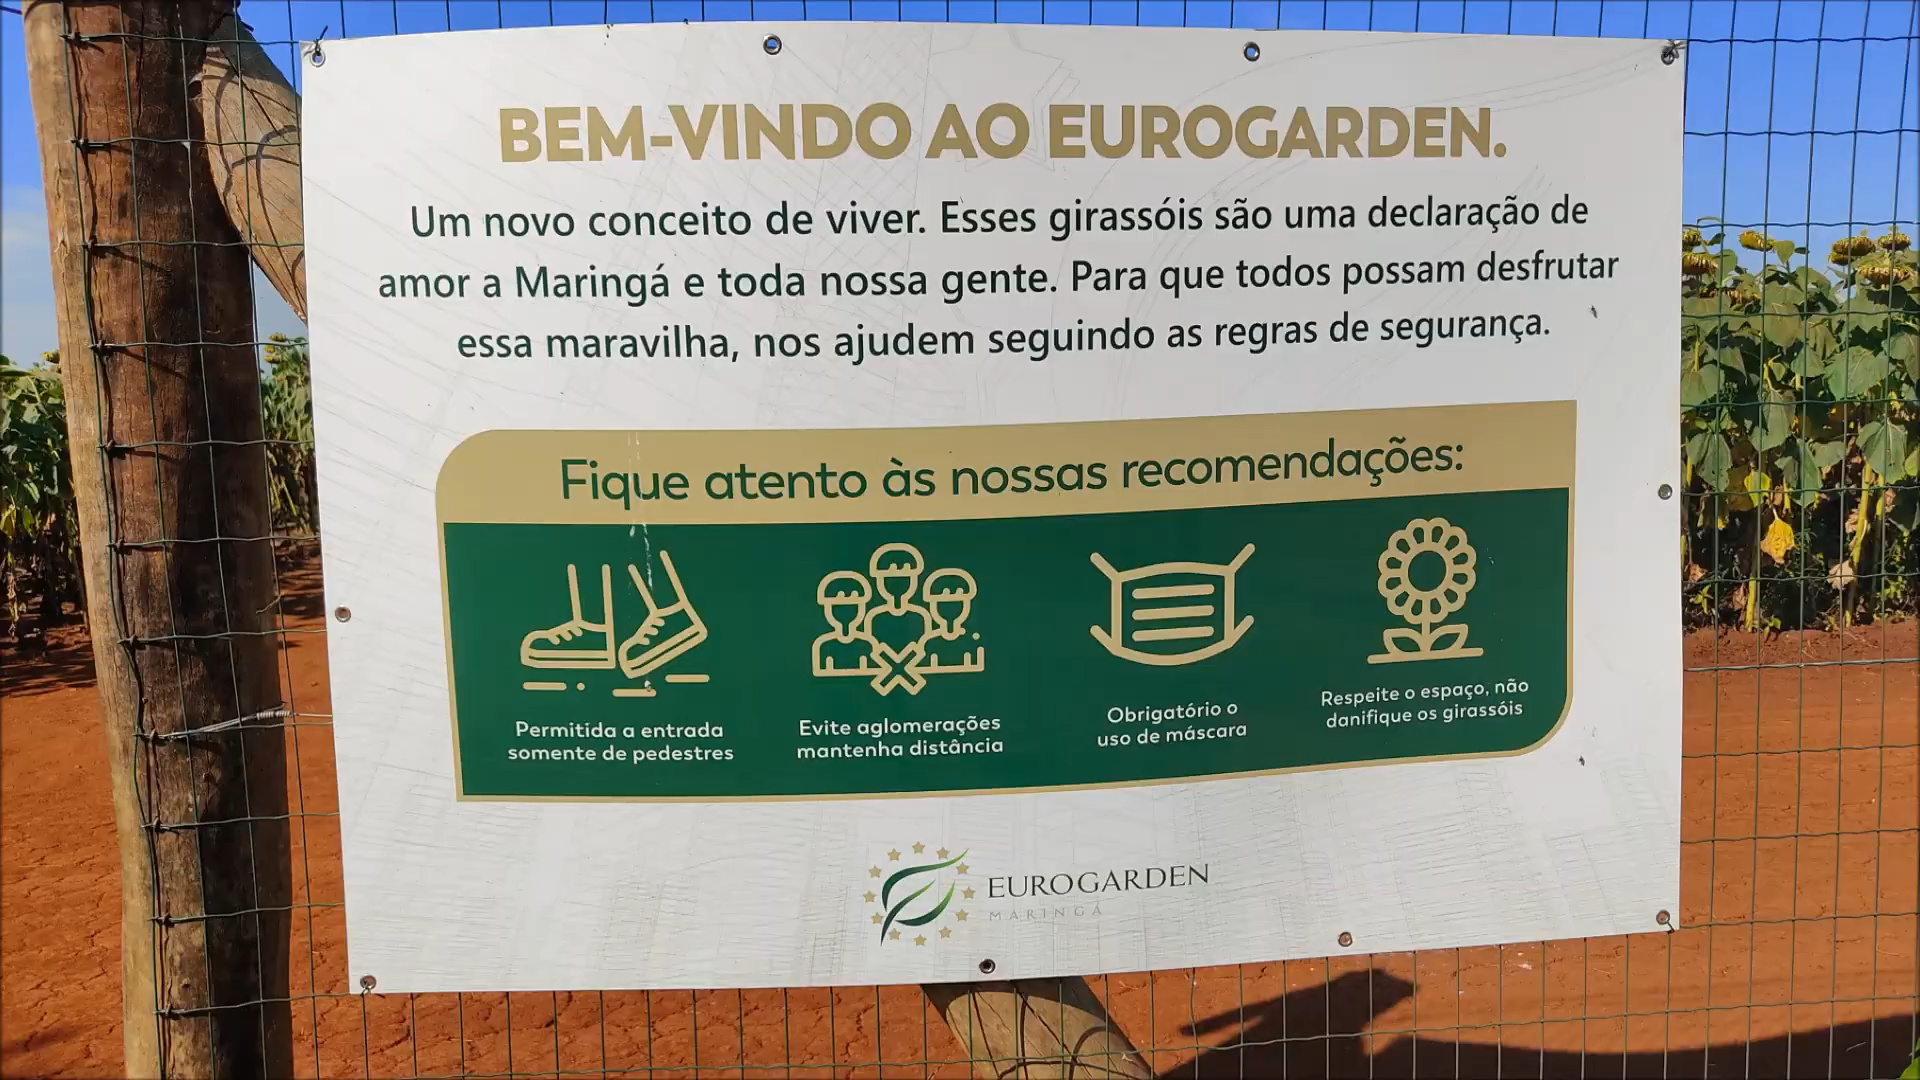 BEM-VINDO AO EUROGARDEN.
Um novo conceito de viver. Esses girassóis são uma declaração de
amor a Maringá e toda nossa gente. Para que todos possam desfrutar
essa maravilha, nos ajudem seguindo as regras de segurança.
Fique atento às nossas recomendações:
Permitida a entrada
somente de pedestres
Evite aglomerações
mantenha distância
Obrigatório o
uso de máscara
Respeite o espaço, não
danifique os girassóis
EUROGARDEN
MARINGÁ